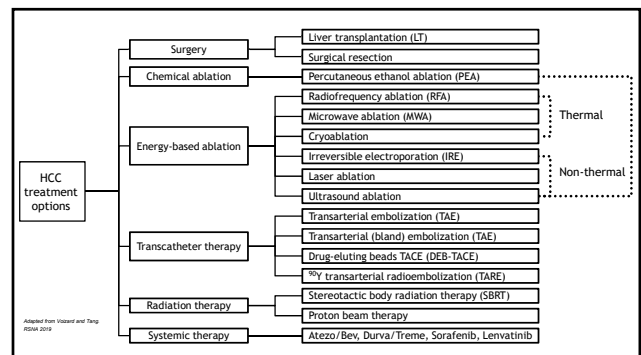 HCC
treatment
options
Surgery
Liver transplantation (LT)
Surgical resection
Chemical ablation
Percutaneous ethanol ablation (PEA)
Energy-based ablation
Radiofrequency ablation (RFA)
Microwave ablation (MWA)
Cryoablation
Irreversible electroporation (IRE)
Laser ablation
Ultrasound ablation
Thermal
Non-thermal
Transcatheter therapy
Transarterial embolization (TAE)
Transarterial (bland) embolization (TAE)
Drug-eluting beads TACE (DEB-TACE)
⁹⁰Y transarterial radioembolization (TARE)
Radiation therapy
Stereotactic body radiation therapy (SBRT)
Proton beam therapy
Systemic therapy
Atezo/Bev, Durva/Treme, Sorafenib, Lenvatinib
Adapted from Voizard and Tang.
RSNA 2019